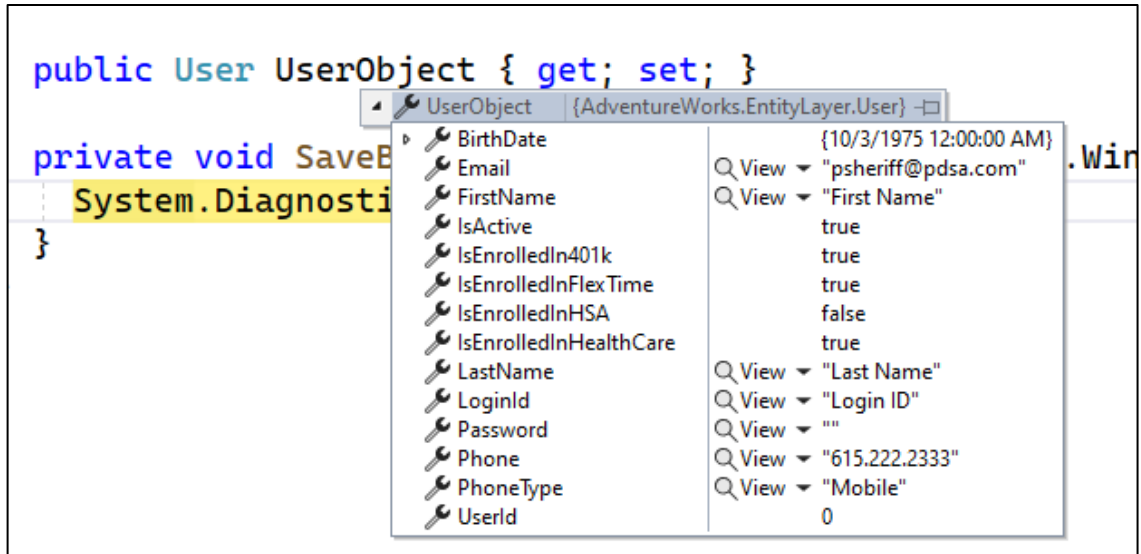 public User UserObject { get; set; }
UserObject {AdventureWorks.EntityLayer.User}
BirthDate {10/3/1975 12:00:00 AM}
private void SaveB .Win
Email View "psheriff@pdsa.com"
FirstName View "First Name"
System.Diagnosti
IsActive true
}
IsEnrolledIn401k true
IsEnrolledInFlexTime true
IsEnrolledInHSA false
IsEnrolledInHealthCare true
LastName View "Last Name"
LoginId View "Login ID"
Password View ""
Phone View "615.222.2333"
PhoneType View "Mobile"
UserId 0